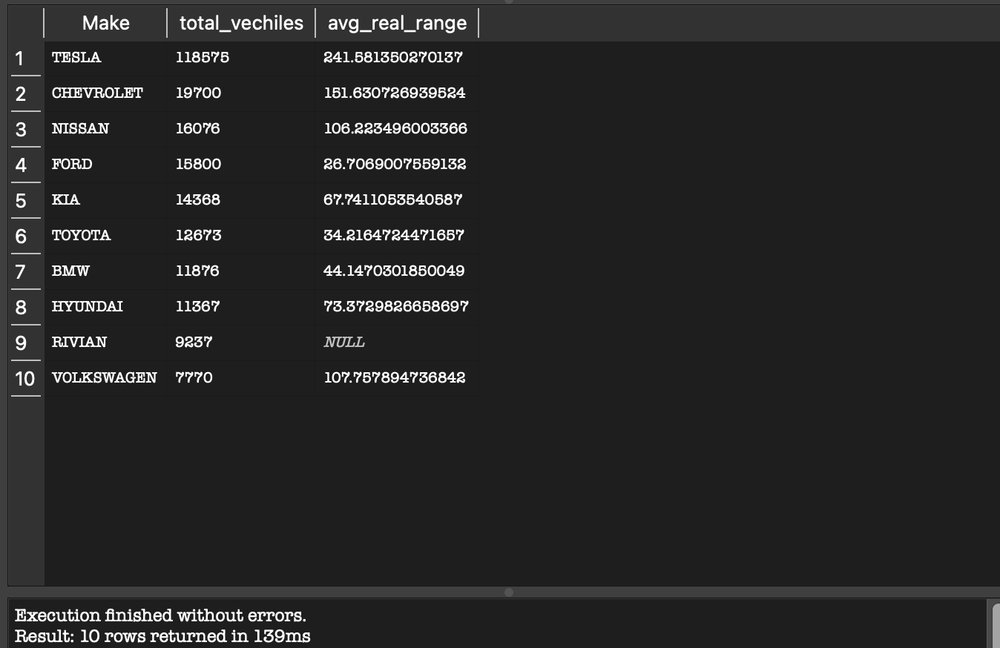 Make total_vechiles avg_real_range
1 TESLA 118575 241.581350270137
2 CHEVROLET 19700 151.630726939524
3 NISSAN 16076 106.223496003366
4 FORD 15800 26.7069007559132
5 KIA 14368 67.7411053540587
6 TOYOTA 12673 34.2164724471657
7 BMW 11876 44.1470301850049
8 HYUNDAI 11367 73.3729826658697
9 RIVIAN 9237 NULL
10 VOLKSWAGEN 7770 107.757894736842
Execution finished without errors.
Result: 10 rows returned in 139ms